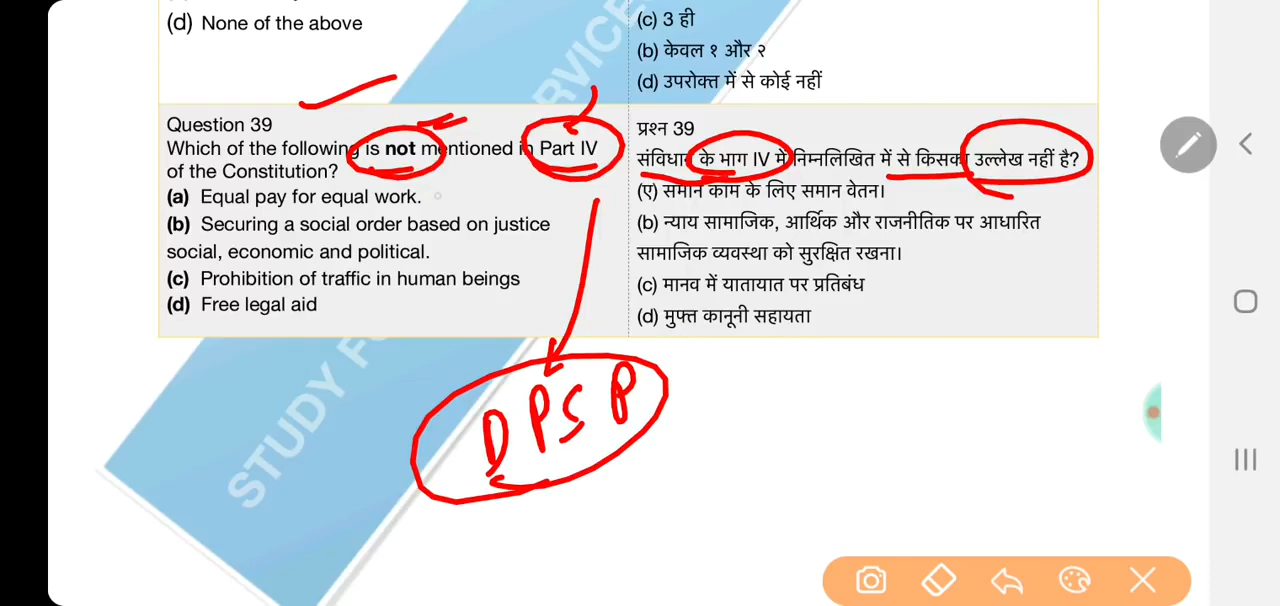 (d) None of the above
Question 39
Which of the following is not mentioned in Part IV
of the Constitution?
(a) Equal pay for equal work.
(b) Securing a social order based on justice
social, economic and political.
(c) Prohibition of traffic in human beings
(d) Free legal aid
(c) 3 ही
(b) केवल १ और २
(d) उपरोक्त में से कोई नहीं
प्रश्न 39
संविधान के भाग IV में निम्नलिखित में से किसका उल्लेख नहीं है?
(ए) समान काम के लिए समान वेतन।
(b) न्याय सामाजिक, आर्थिक और राजनीतिक पर आधारित
सामाजिक व्यवस्था को सुरक्षित रखना।
(c) मानव में यातायात पर प्रतिबंध
(d) मुफ्त कानूनी सहायता
DPSP
STUDY